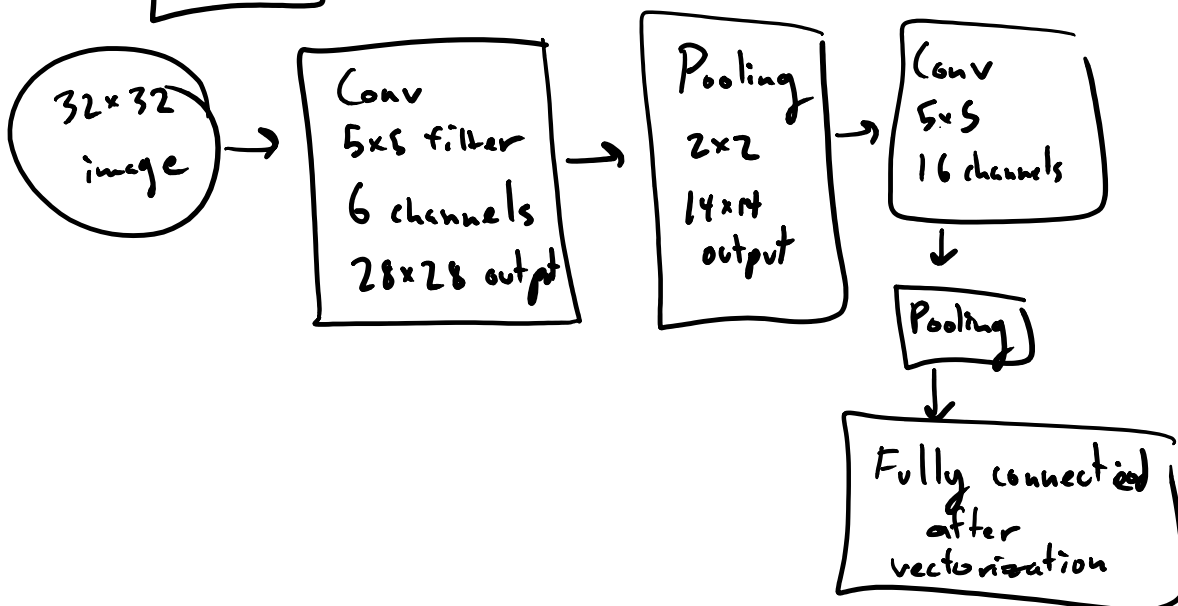 32×32
image
Conv
5×5 filter
6 channels
28×28 output
Pooling
2×2
14×14
output
Conv
5×5
16 channels
Pooling
Fully connected
after
vectorization